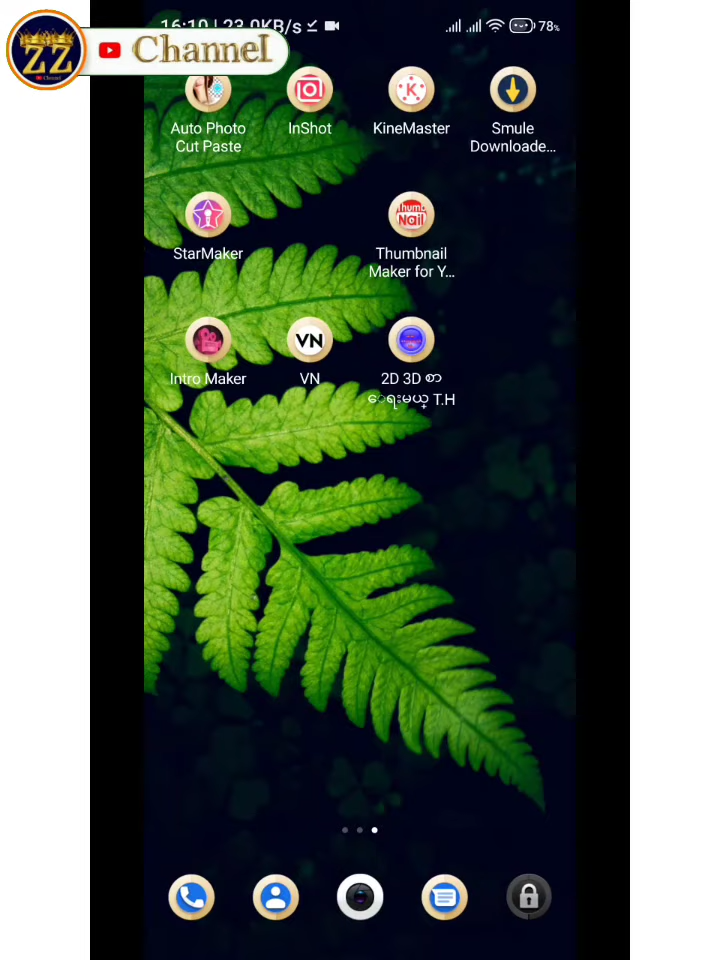 ZZ
Channel
16:10 | 23.0KB/s
78%
Auto Photo
Cut Paste
InShot
KineMaster
Smule
Downloade...
StarMaker
Thumbnail
Maker for Y...
Intro Maker
VN
VN
2D 3D စာ
ေရးမယ္ T.H